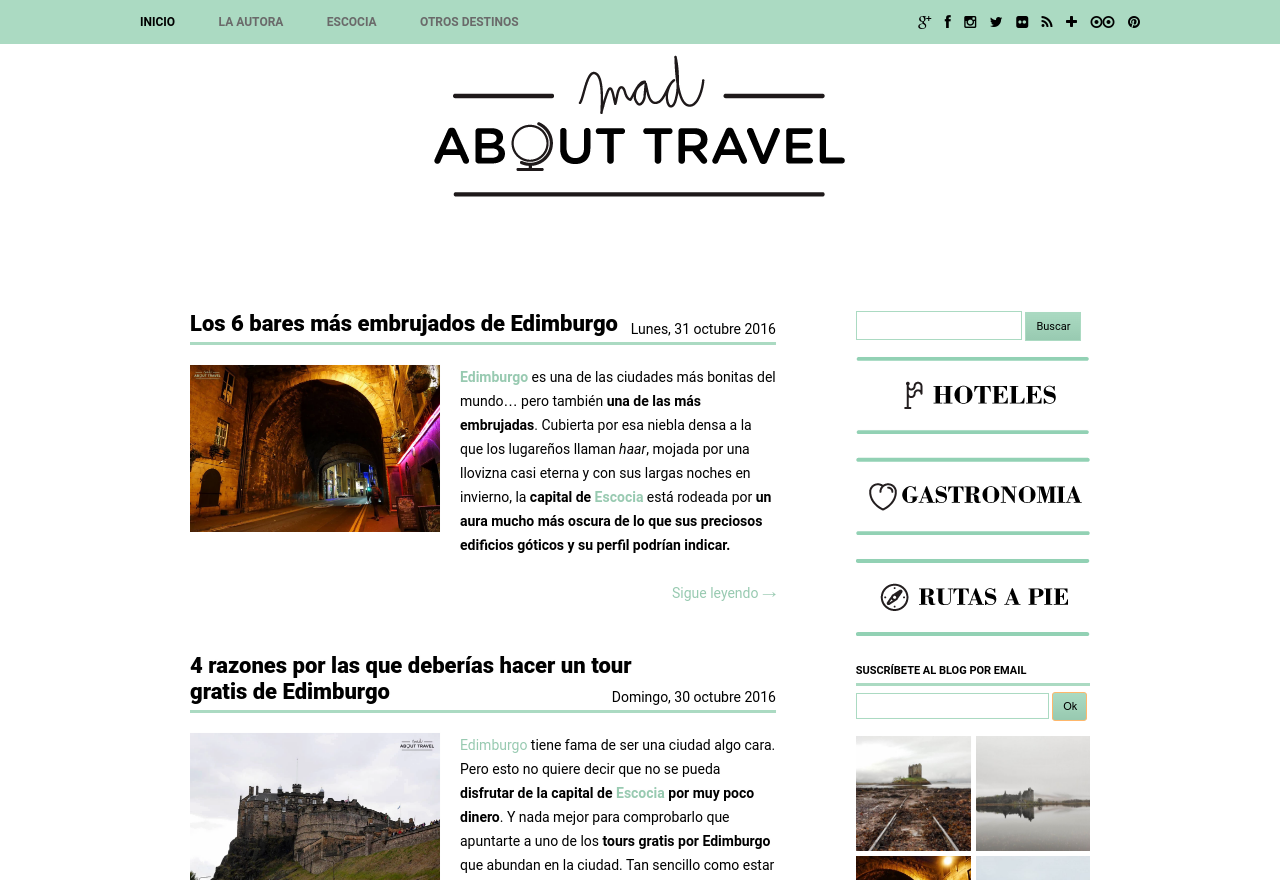 INICIO LA AUTORA ESCOCIA OTROS DESTINOS
mad
ABOUT TRAVEL
Los 6 bares más embrujados de Edimburgo Lunes, 31 octubre 2016
mad
ABOUT TRAVEL
Edimburgo es una de las ciudades más bonitas del
mundo… pero también una de las más
embrujadas. Cubierta por esa niebla densa a la
que los lugareños llaman haar, mojada por una
llovizna casi eterna y con sus largas noches en
invierno, la capital de Escocia está rodeada por un
aura mucho más oscura de lo que sus preciosos
edificios góticos y su perfil podrían indicar.
Sigue leyendo →
4 razones por las que deberías hacer un tour
gratis de Edimburgo Domingo, 30 octubre 2016
mad
ABOUT TRAVEL
Edimburgo tiene fama de ser una ciudad algo cara.
Pero esto no quiere decir que no se pueda
disfrutar de la capital de Escocia por muy poco
dinero. Y nada mejor para comprobarlo que
apuntarte a uno de los tours gratis por Edimburgo
que abundan en la ciudad. Tan sencillo como estar
Buscar
HOTELES
GASTRONOMIA
RUTAS A PIE
SUSCRÍBETE AL BLOG POR EMAIL
Ok